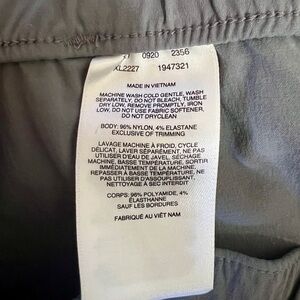 0920 2356
XL2227 1947321
MADE IN VIETNAM
MACHINE WASH COLD GENTLE, WASH
SEPARATELY, DO NOT BLEACH, TUMBLE
DRY LOW, REMOVE PROMPTLY, IRON
LOW, DO NOT USE FABRIC SOFTENER,
DO NOT DRYCLEAN
BODY: 96% NYLON, 4% ELASTANE
EXCLUSIVE OF TRIMMING
LAVAGE MACHINE À FROID, CYCLE
DÉLICAT, LAVER SÉPARÉMENT, NE PAS
UTILISER D'EAU DE JAVEL, SÉCHAGE
MACHINE, BASSE TEMPÉRATURE, SORTIR
IMMÉDIATEMENT DE LA MACHINE,
REPASSER À BASSE TEMPÉRATURE, NE
PAS UTILISER D'ASSOUPLISSANT,
NETTOYAGE A SEC INTERDIT
CORPS: 96% POLYAMIDE, 4%
ÉLASTHANNE
SAUF LES BORDURES
FABRIQUÉ AU VIÊT NAM